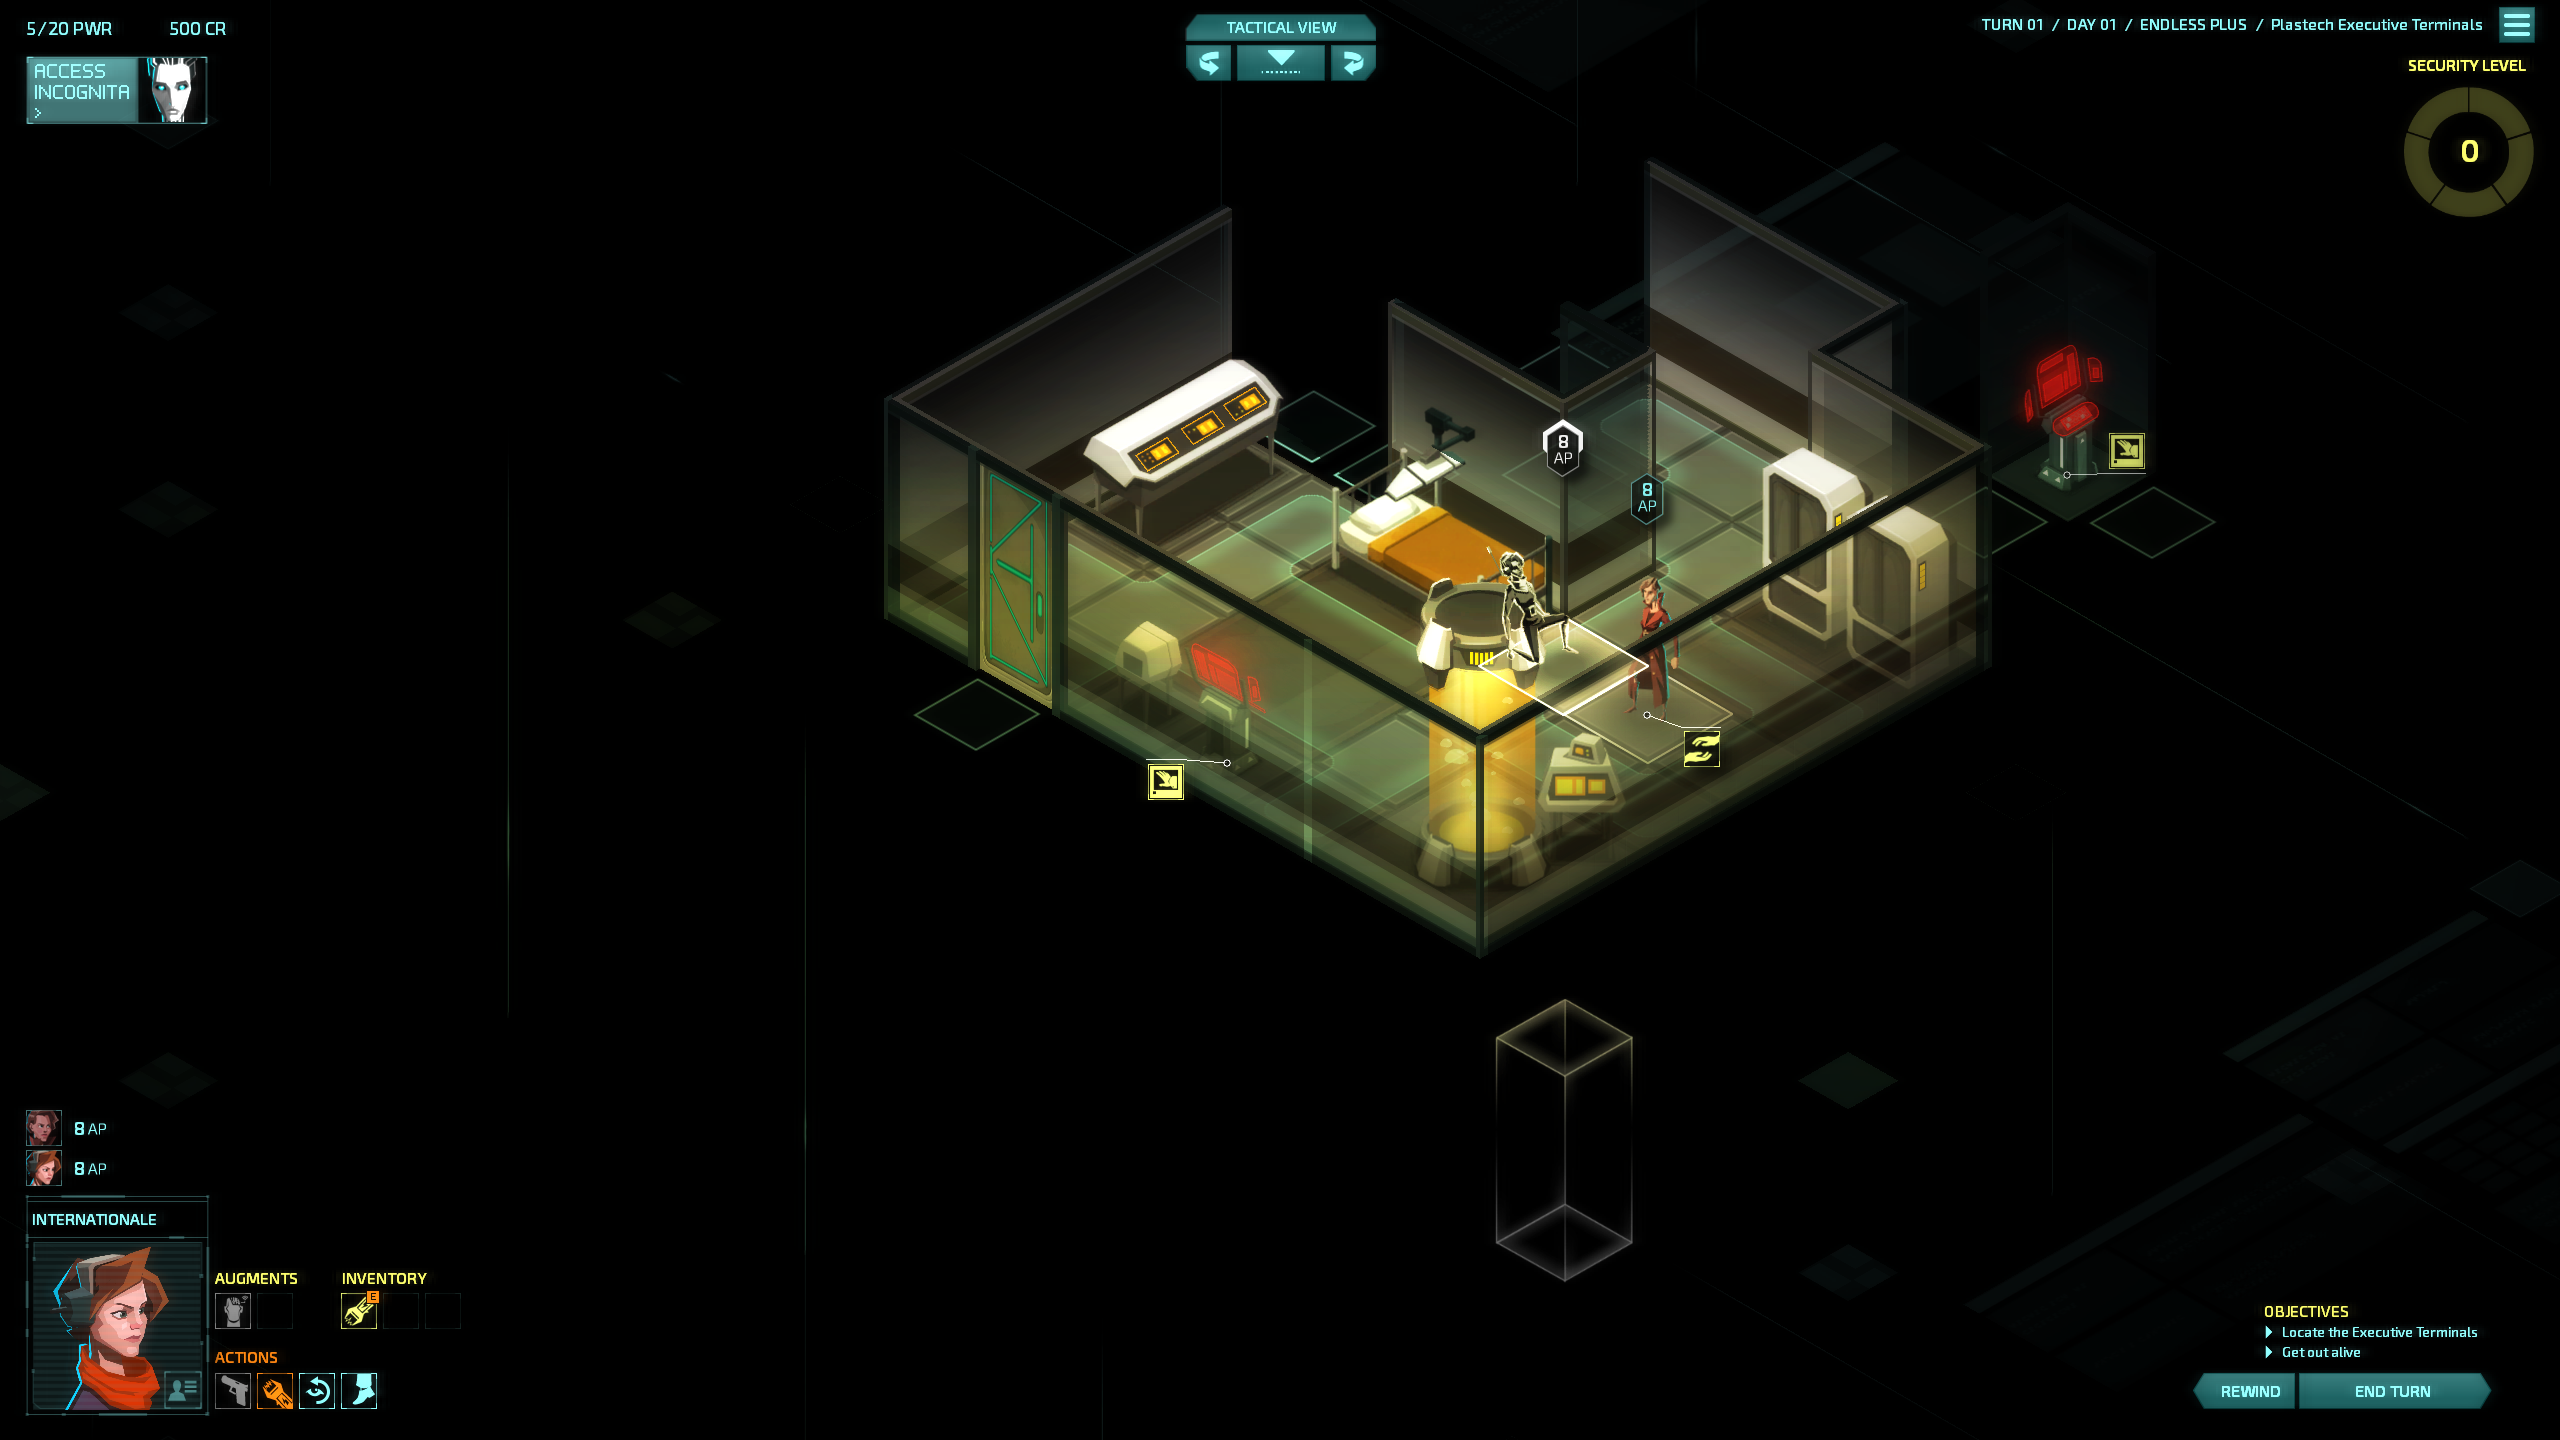 5/20 PWR 500 CR
TACTICAL VIEW
TURN 01 / DAY 01 / ENDLESS PLUS / Plastech Executive Terminals
ACCESS
INCOGNITA
>
SECURITY LEVEL
0
8
AP
8
AP
8 AP
8 AP
INTERNATIONALE
AUGMENTS INVENTORY
E
ACTIONS
OBJECTIVES
Locate the Executive Terminals
Get out alive
REWIND END TURN